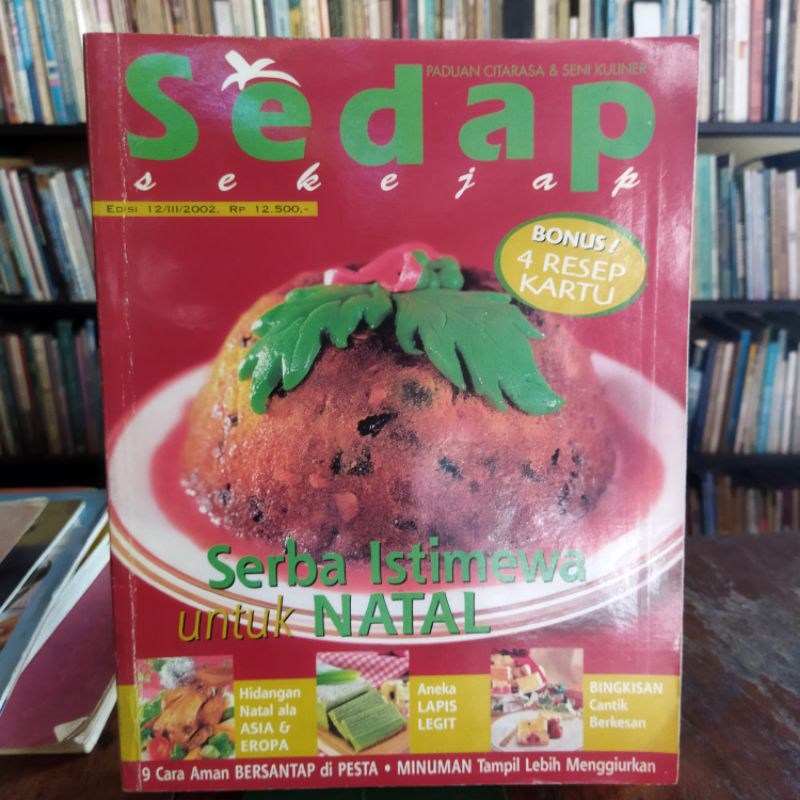 Sedap
PADUAN CITARASA & SENI KULINER
sekejap
EDISI 12/III/2002, RP 12.500,-
BONUS!
4 RESEP
KARTU
Serba Istimewa
untuk NATAL
Hidangan
Natal ala
ASIA &
EROPA
Aneka
LAPIS
LEGIT
BINGKISAN
Cantik
Berkesan
9 Cara Aman BERSANTAP di PESTA • MINUMAN Tampil Lebih Menggiurkan